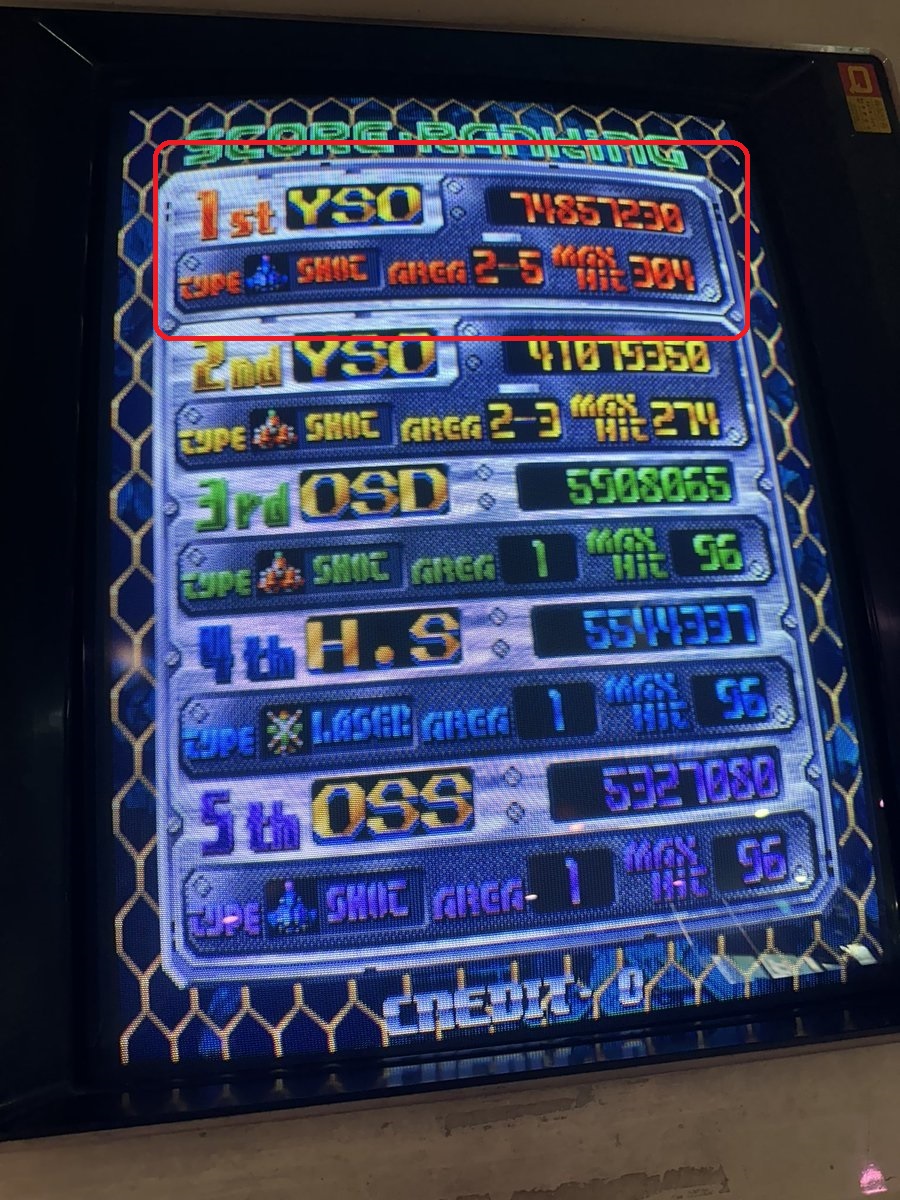 SCORE·RANKING
1st YSO 74857230
TYPE SHOT AREA 2-5 MAX Hit 304
2nd YSO 41079350
TYPE SHOT AREA 2-3 MAX Hit 274
3rd OSD 5908065
TYPE SHOT AREA 1 MAX Hit 96
4th H.S 5544337
TYPE LASER AREA 1 MAX Hit 96
5th OSS 5327080
TYPE SHOT AREA 1 MAX Hit 96
CREDIT· 0